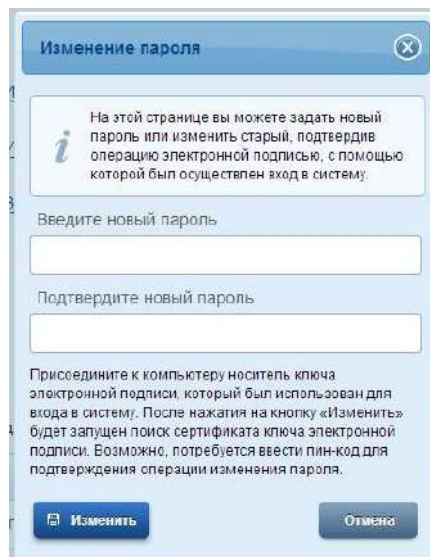 Изменение пароля
На этой странице вы можете задать новый
пароль или изменить старый, подтвердив
операцию электронной подписью, с помощью
которой был осуществлен вход в систему.
Введите новый пароль
Подтвердите новый пароль
Присоедините к компьютеру носитель ключа
электронной подписи, который был использован для
входа в систему. После нажатия на кнопку «Изменить»
будет запущен поиск сертификата ключа электронной
подписи. Возможно, потребуется ввести пин-код для
подтверждения операции изменения пароля.
Изменить
Отмена